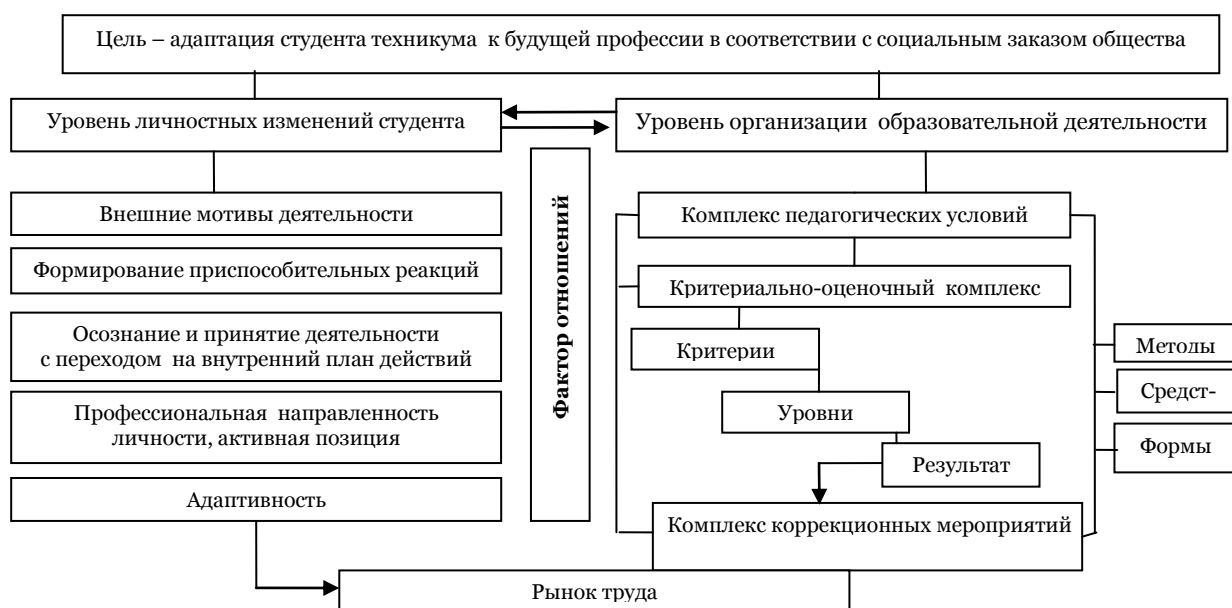 Цель – адаптация студента техникума к будущей профессии в соответствии с социальным заказом общества
Уровень личностных изменений студента
Уровень организации образовательной деятельности
Внешние мотивы деятельности
Формирование приспособительных реакций
Осознание и принятие деятельности
с переходом на внутренний план действий
Профессиональная направленность
личности, активная позиция
Адаптивность
Фактор отношений
Комплекс педагогических условий
Критериально-оценочный комплекс
Критерии
Уровни
Результат
Комплекс коррекционных мероприятий
Методы
Средст-
Формы
Рынок труда